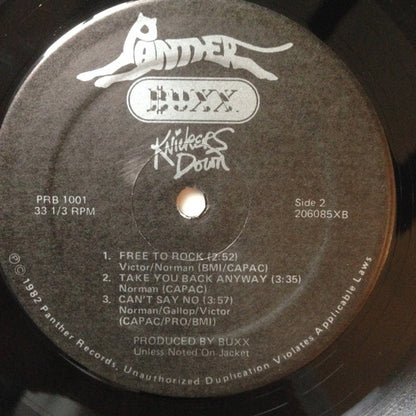 PANTHER
BUXX
KNickeRS
Down
PRB 1001
33 1/3 RPM
Side 2
206085XB
1. FREE TO ROCK (2:52)
Victor/Norman (BMI/CAPAC)
2. TAKE YOU BACK ANYWAY (3:35)
Norman (CAPAC)
3. CAN'T SAY NO (3:57)
Norman/Gallop/Victor
(CAPAC/PRO/BMI)
PRODUCED BY BUXX
Unless Noted On Jacket
℗ © 1982 Panther Records, Unauthorized Duplication Violates Applicable Laws